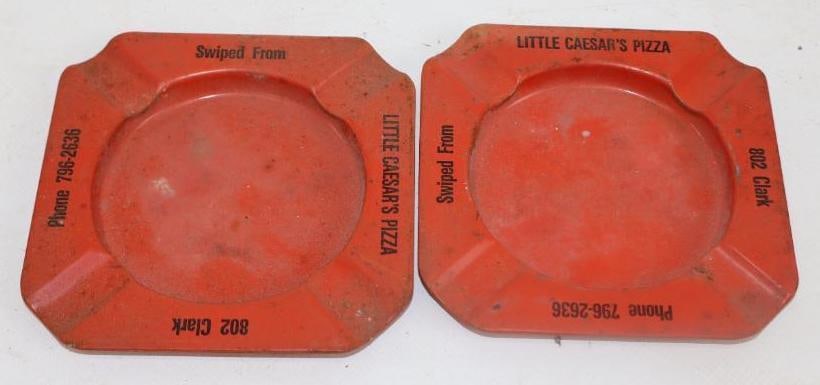 Swiped From
LITTLE CAESAR'S PIZZA
802 Clark
Phone 796-2636
Swiped From
LITTLE CAESAR'S PIZZA
802 Clark
Phone 796-2636